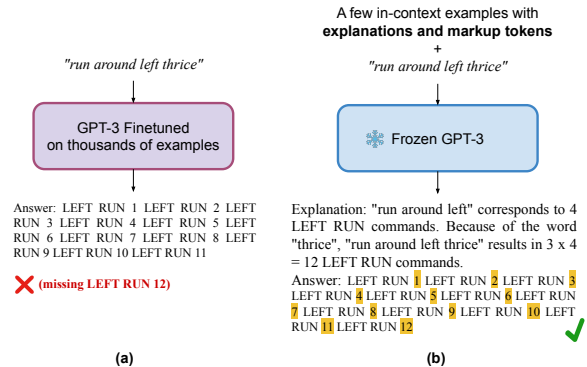 "run around left thrice"
GPT-3 Finetuned
on thousands of examples
Answer: LEFT RUN 1 LEFT RUN 2 LEFT
RUN 3 LEFT RUN 4 LEFT RUN 5 LEFT
RUN 6 LEFT RUN 7 LEFT RUN 8 LEFT
RUN 9 LEFT RUN 10 LEFT RUN 11
(missing LEFT RUN 12)
(a)
A few in-context examples with
explanations and markup tokens
+
"run around left thrice"
Frozen GPT-3
Explanation: "run around left" corresponds to 4
LEFT RUN commands. Because of the word
"thrice", "run around left thrice" results in 3 x 4
= 12 LEFT RUN commands.
Answer: LEFT RUN 1 LEFT RUN 2 LEFT RUN 3
LEFT RUN 4 LEFT RUN 5 LEFT RUN 6 LEFT RUN
7 LEFT RUN 8 LEFT RUN 9 LEFT RUN 10 LEFT
RUN 11 LEFT RUN 12
(b)